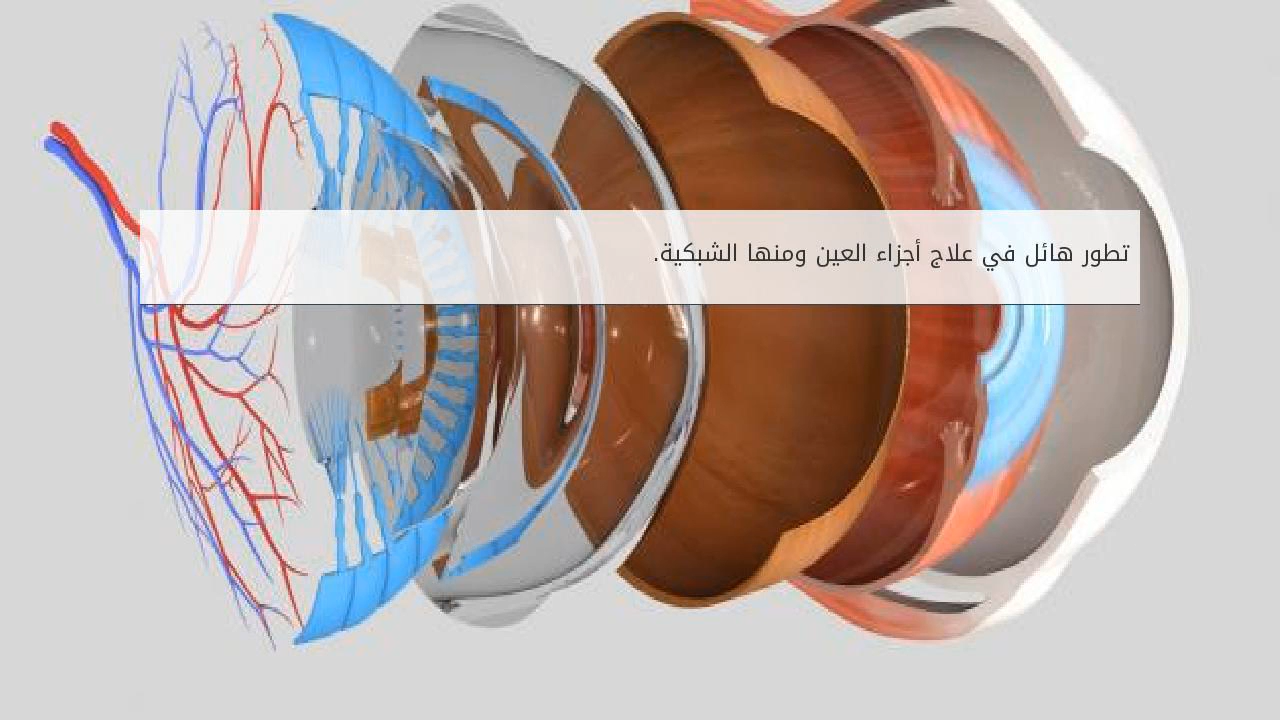 تطور هائل في علاج أجزاء العين ومنها الشبكية.